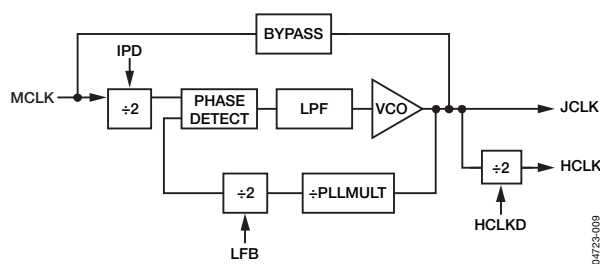 BYPASS
IPD
MCLK
÷2
PHASE
DETECT
LPF
VCO
JCLK
÷2
÷PLLMULT
÷2
HCLK
LFB
HCLKD
04723-009